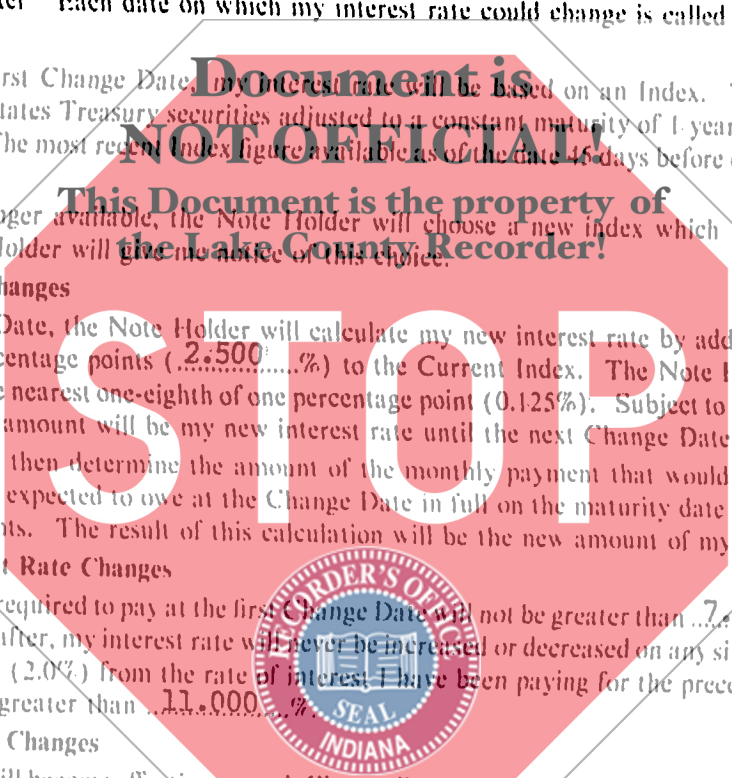 Each date on which my interest rate could change is called
Document is
rst Change Date, my interest rate will be based on an Index.
tates Treasury securities adjusted to a constant maturity of 1 year
NOT OFFICIAL!
The most recent Index figure available as of the date 45 days before
This Document is the property of
nger available, the Note Holder will choose a new index which
the Lake County Recorder!
Holder will give me notice of this choice.
hanges
Date, the Note Holder will calculate my new interest rate by add
centage points (2.500%) to the Current Index. The Note
nearest one-eighth of one percentage point (0.125%). Subject to
amount will be my new interest rate until the next Change Date
then determine the amount of the monthly payment that would
expected to owe at the Change Date in full on the maturity date
nts. The result of this calculation will be the new amount of my
STOP
t Rate Changes
required to pay at the first Change Date will not be greater than 7.
after, my interest rate will never be increased or decreased on any si
(2.0%) from the rate of interest I have been paying for the prece
greater than 11.000%.
RECORDER'S OFFICE
SEAL
INDIANA
Changes